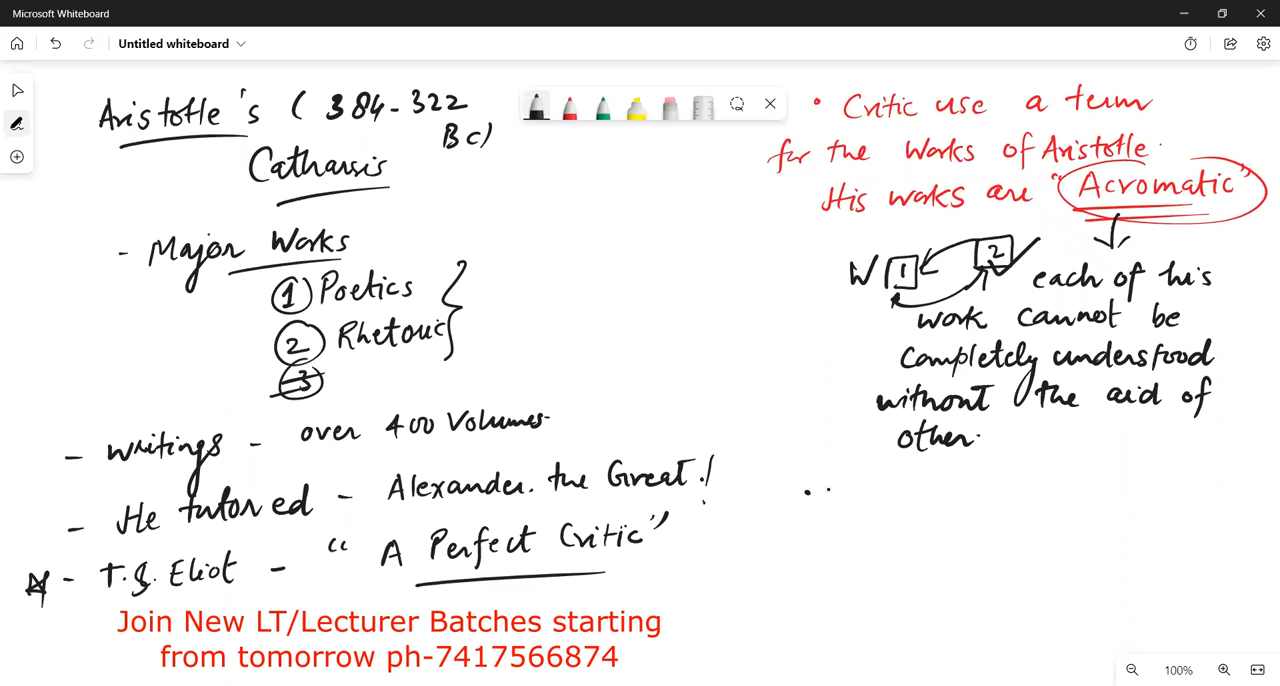 Microsoft Whiteboard
Untitled whiteboard
Aristotle's (384-322
BC)
Catharsis
- Major Works
1 Poetics
2 Rhetoric
3
- Writings - over 400 Volumes
- He tutored - Alexander the Great!
- T.S. Eliot - "A Perfect Critic"
Join New LT/Lecturer Batches starting
from tomorrow ph-7417566874
• Critic use a term
for the works of Aristotle.
His works are "Acromatic"
W 1 2
each of his
work cannot be
completely understood
without the aid of
other.
100%